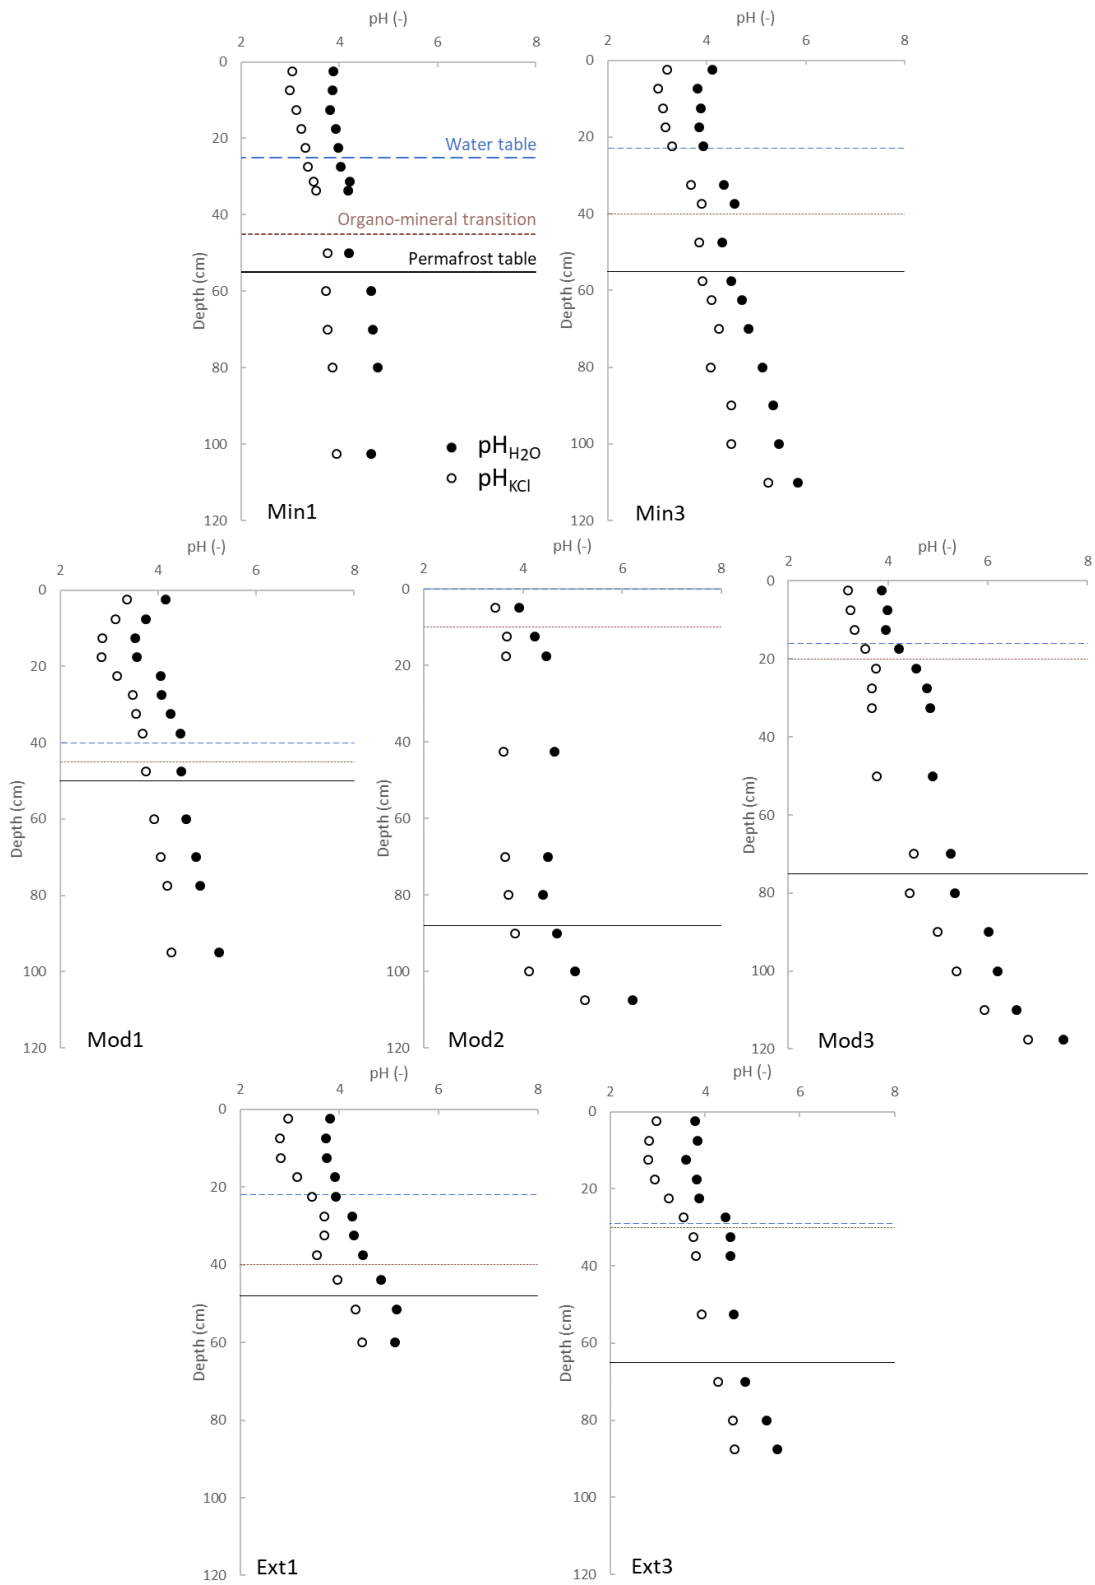 pH (-)
2 4 6 8
0
20
40
60
80
100
120
Depth (cm)
Water table
Organo-mineral transition
Permafrost table
pHH2O
pHKCl
Min1
pH (-)
2 4 6 8
0
20
40
60
80
100
120
Depth (cm)
Min3
pH (-)
2 4 6 8
0
20
40
60
80
100
120
Depth (cm)
Mod1
pH (-)
2 4 6 8
0
20
40
60
80
100
120
Depth (cm)
Mod2
pH (-)
2 4 6 8
0
20
40
60
80
100
120
Depth (cm)
Mod3
pH (-)
2 4 6 8
0
20
40
60
80
100
120
Depth (cm)
Ext1
pH (-)
2 4 6 8
0
20
40
60
80
100
120
Depth (cm)
Ext3